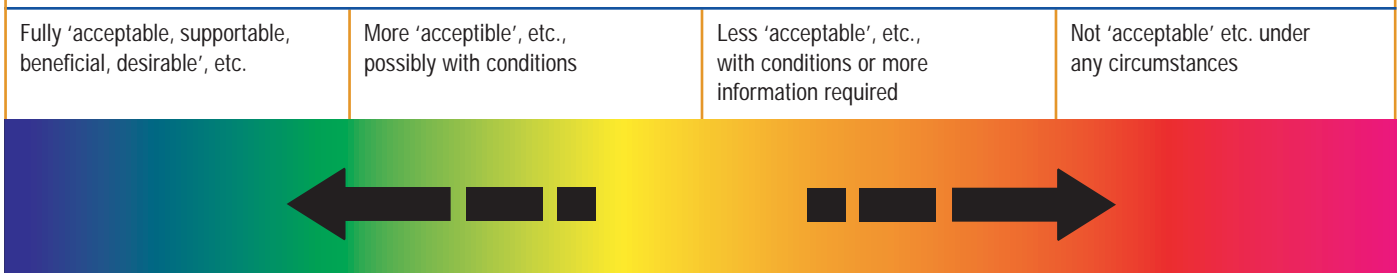 Fully ‘acceptable, supportable,
beneficial, desirable’, etc.
More ‘acceptible’, etc.,
possibly with conditions
Less ‘acceptable’, etc.,
with conditions or more
information required
Not ‘acceptable’ etc. under
any circumstances